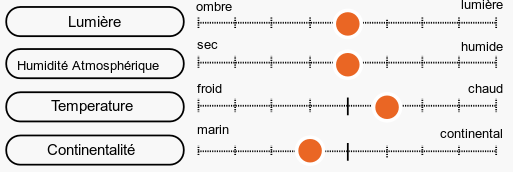 Lumière ombre lumière
Humidité Atmosphérique sec humide
Temperature froid chaud
Continentalité marin continental